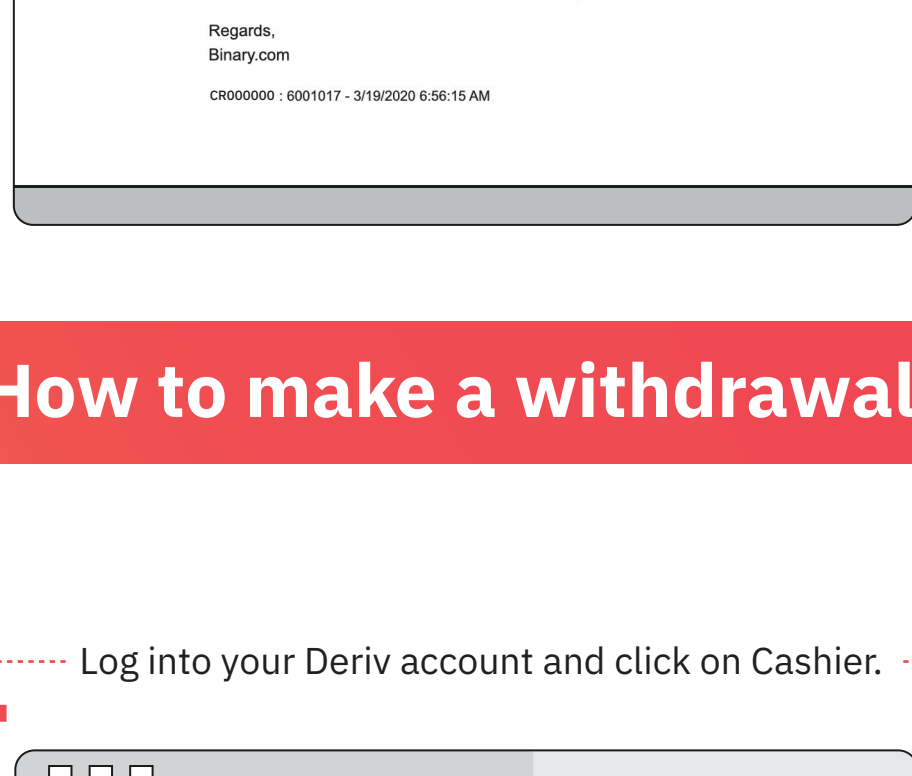 Regards,
Binary.com
CR000000 : 6001017 - 3/19/2020 6:56:15 AM
How to make a withdrawal
Log into your Deriv account and click on Cashier.